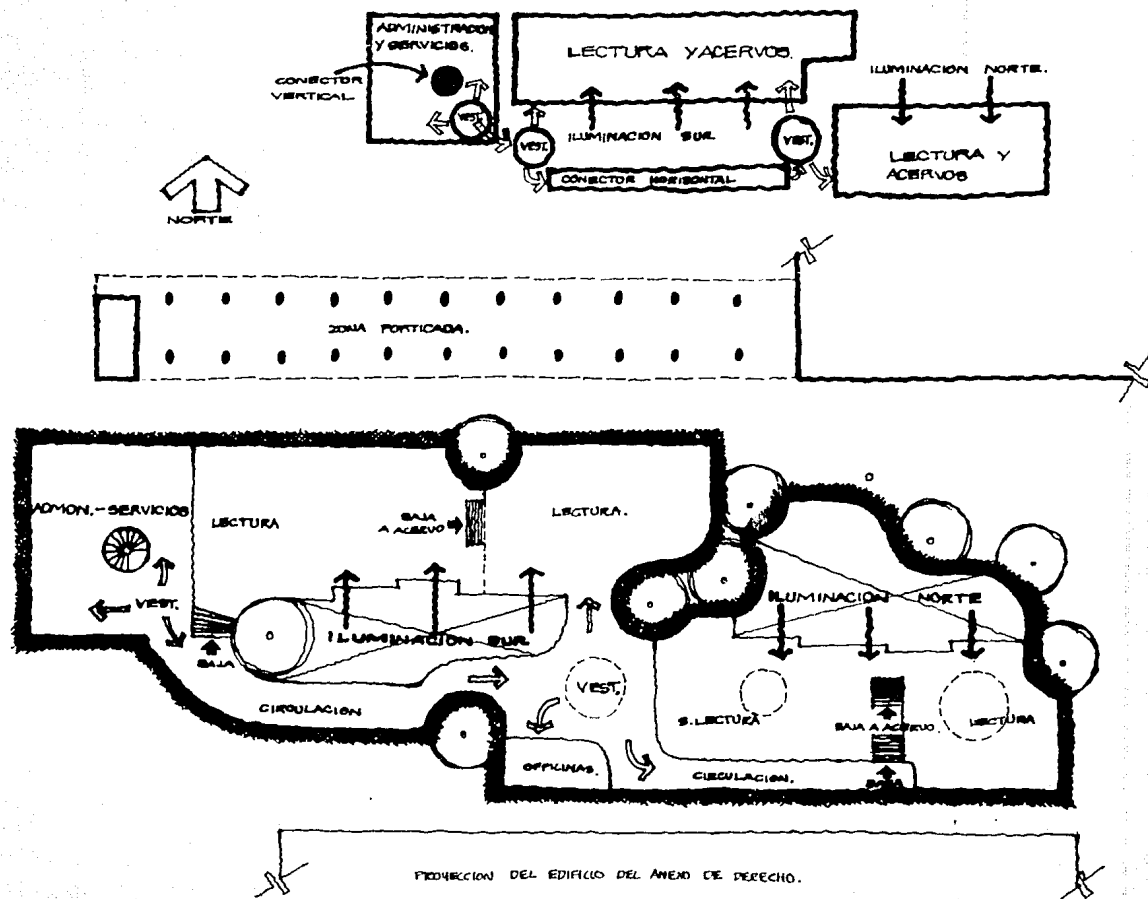 ADMINISTRACION
Y SERVICIOS.
CONECTOR
VERTICAL
VEST.
LECTURA Y ACERVOS.
ILUMINACION SUR
VEST.
VEST.
CONECTOR HORIZONTAL
ILUMINACION NORTE.
LECTURA Y
ACERVOS
NORTE
ZONA PORTICADA.
ADMON.-SERVICIOS
LECTURA
BAJA
A ACERVO
LECTURA.
VEST.
BAJA
ILUMINACION SUR
CIRCULACION
VEST.
ILUMINACION NORTE
S. LECTURA
BAJA A ACERVO.
LECTURA
OFFICINAS.
CIRCULACION.
BAJA
PROYECCION DEL EDIFICIO DEL ANEXO DE DERECHO.